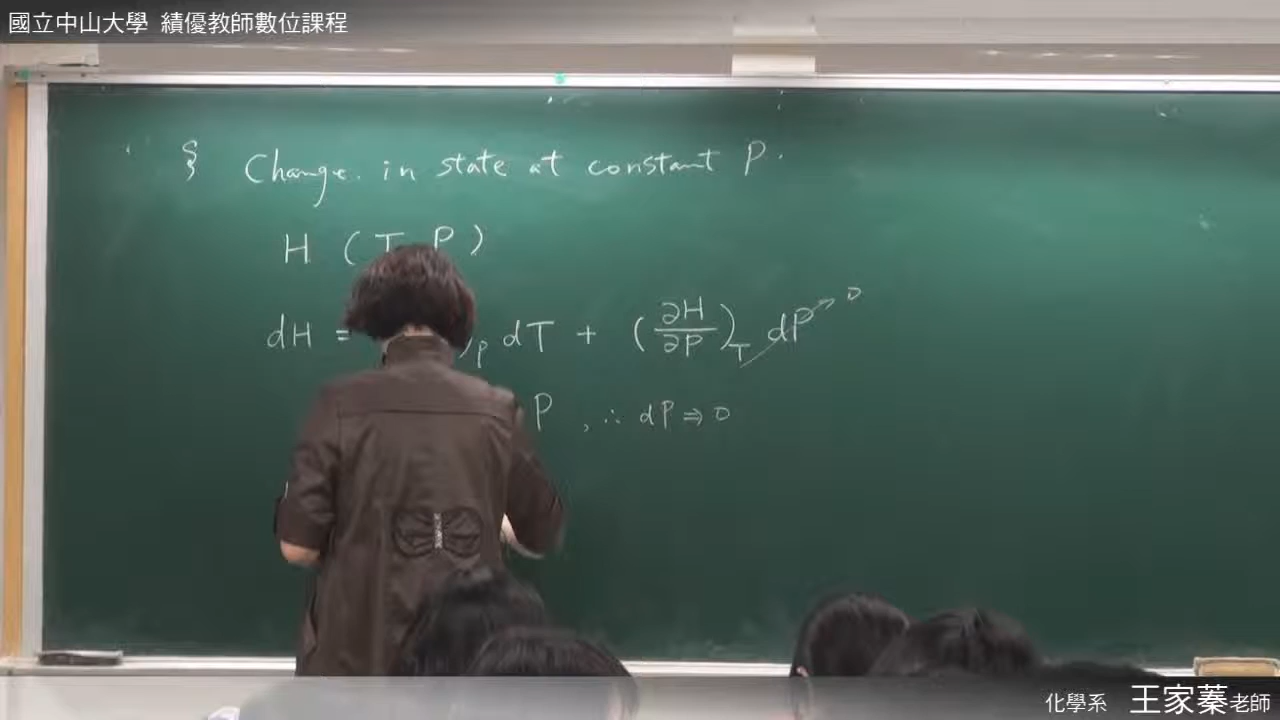 國立中山大學 績優教師數位課程
§ Change in state at constant P.
H (T P)
dH = )_P dT + (∂H/∂P)_T dP → 0
P , ∴ dP ⇒ 0
化學系 王家蓁老師